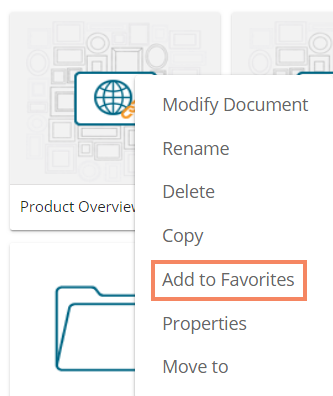 Modify Document
Rename
Delete
Product Overview
Copy
Add to Favorites
Properties
Move to